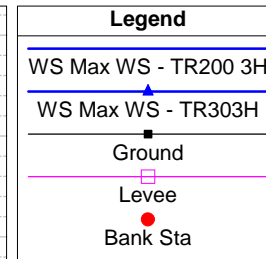 Legend
WS Max WS - TR200 3H
WS Max WS - TR303H
Ground
Levee
Bank Sta